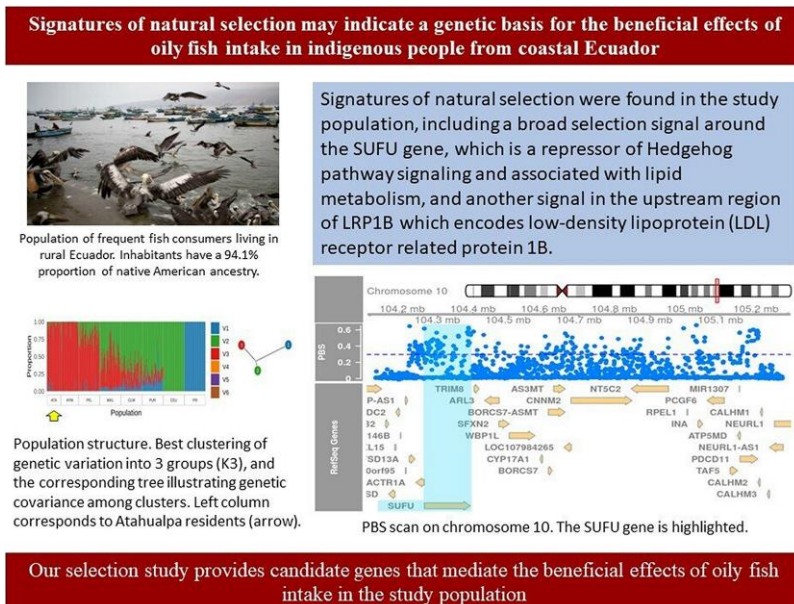 Signatures of natural selection may indicate a genetic basis for the beneficial effects of
oily fish intake in indigenous people from coastal Ecuador
Population of frequent fish consumers living in
rural Ecuador. Inhabitants have a 94.1%
proportion of native American ancestry.
Signatures of natural selection were found in the study
population, including a broad selection signal around
the SUFU gene, which is a repressor of Hedgehog
pathway signaling and associated with lipid
metabolism, and another signal in the upstream region
of LRP1B which encodes low-density lipoprotein (LDL)
receptor related protein 1B.
Proportion
1.00
0.75
0.50
0.25
0.00
Population
V1
V2
V3
V4
V5
V6
Population structure. Best clustering of
genetic variation into 3 groups (K3), and
the corresponding tree illustrating genetic
covariance among clusters. Left column
corresponds to Atahualpa residents (arrow).
Chromosome 10
104.2 mb 104.4 mb 104.6 mb 104.8 mb 105 mb 105.2 mb
104.3 mb 104.5 mb 104.7 mb 104.9 mb 105.1 mb
PBS
0.6
0.4
0.2
0
RefSeq Genes
P-AS1 TRIM8 AS3MT NT5C2 MIR1307
ARL3 CNNM2 PCGF6
DC2 BORCS7-ASMT RPEL1 CALHM1
B2 SFXN2 INA NEURL1
146B WBP1L ATP5MD
EL15 LOC107984265 NEURL1-AS1
TSD13A CYP17A1 PDCD11
0orf95 BORCS7 TAF5
ACTR1A CALHM2
SD CALHM3
SUFU
PBS scan on chromosome 10. The SUFU gene is highlighted.
Our selection study provides candidate genes that mediate the beneficial effects of oily fish
intake in the study population